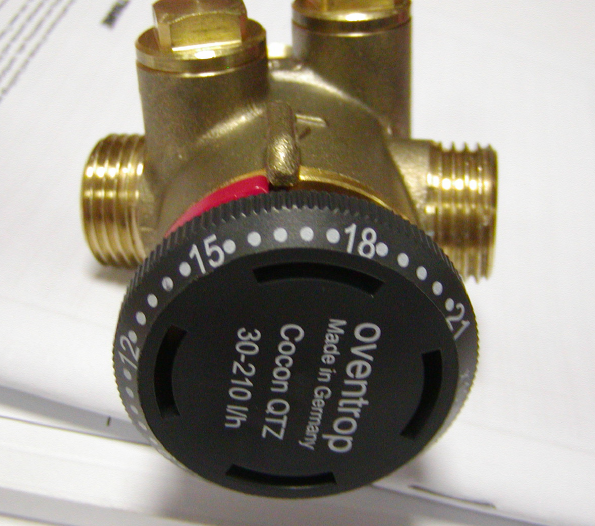 12 15 18 21
oventrop
Made in Germany
Cocon QTZ
30-210 l/h